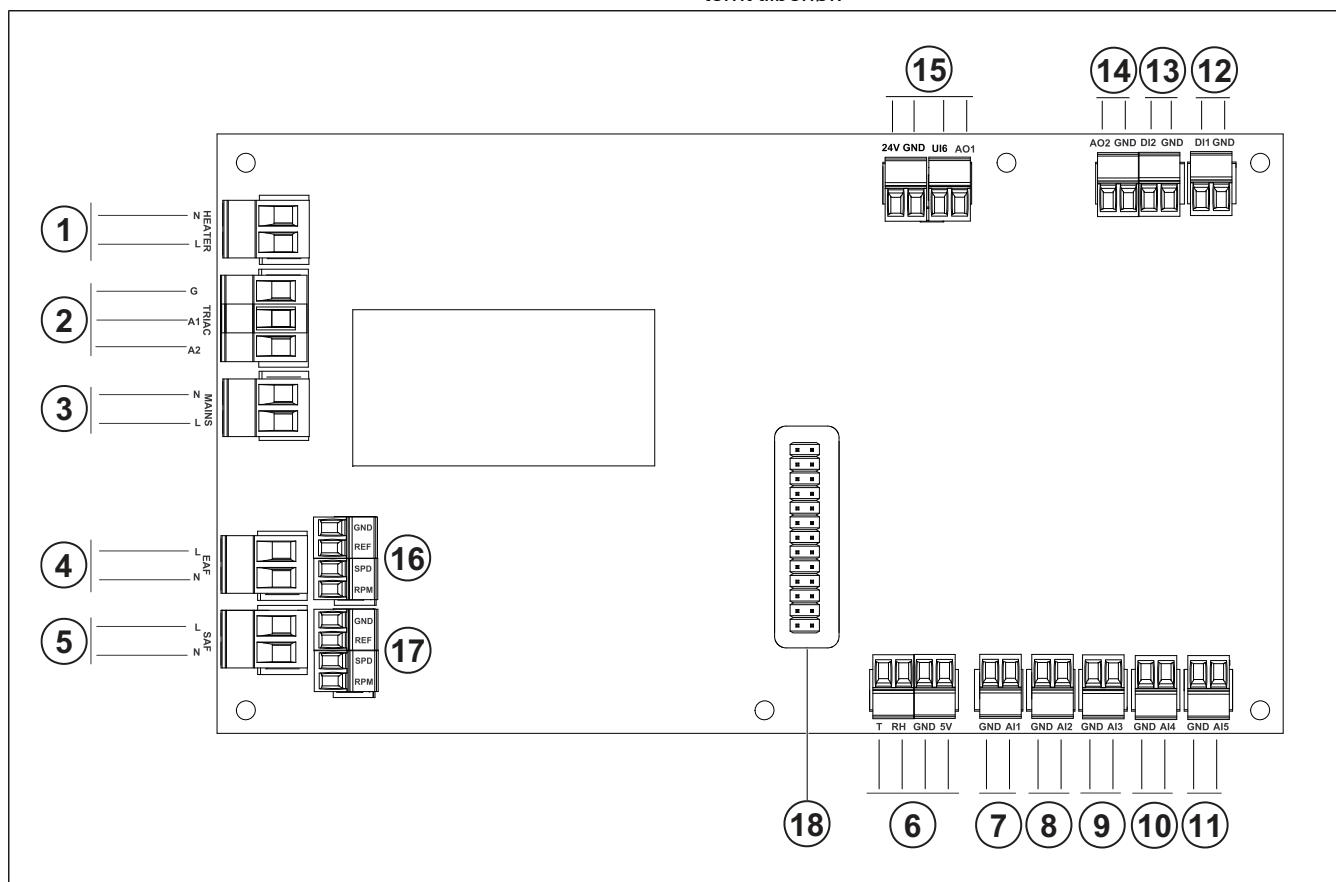 15
14 13 12
24V GND UI6 AO1
AO2 GND DI2 GND
DI1 GND
1
N
L
HEATER
2
G
A1
A2
TRIAC
3
N
L
MAINS
4
L
N
EAF
GND
REF
SPD
RPM
16
5
L
N
SAF
GND
REF
SPD
RPM
17
T RH GND 5V
GND AI1
GND AI2
GND AI3
GND AI4
GND AI5
18
6
7
8
9
10
11